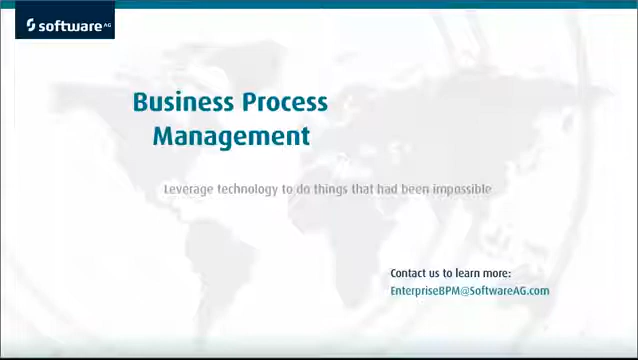 software AG
Business Process
Management
Leverage technology to do things that had been impossible
Contact us to learn more:
EnterpriseBPM@SoftwareAG.com